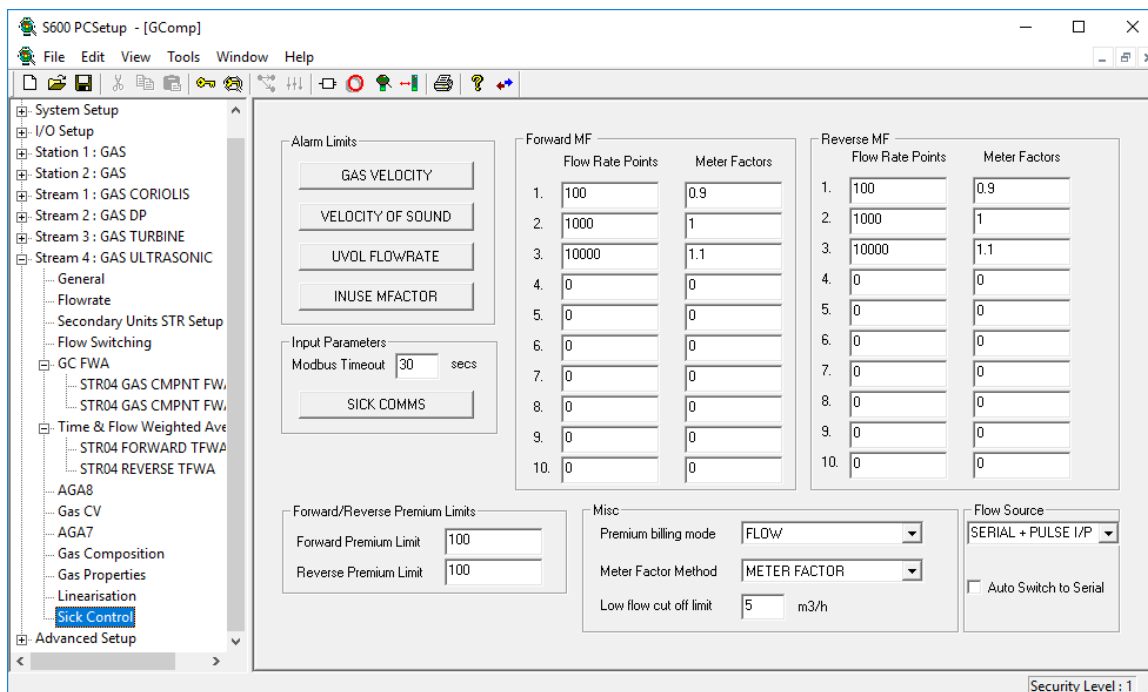 S600 PCSetup - [GComp]
File Edit View Tools Window Help
System Setup
I/O Setup
Station 1 : GAS
Station 2 : GAS
Stream 1 : GAS CORIOLIS
Stream 2 : GAS DP
Stream 3 : GAS TURBINE
Stream 4 : GAS ULTRASONIC
General
Flowrate
Secondary Units STR Setup
Flow Switching
GC FWA
STR04 GAS CMPNT FW
STR04 GAS CMPNT FW
Time & Flow Weighted Ave
STR04 FORWARD TFWA
STR04 REVERSE TFWA
AGA8
Gas CV
AGA7
Gas Composition
Gas Properties
Linearisation
Sick Control
Advanced Setup
Alarm Limits
GAS VELOCITY
VELOCITY OF SOUND
UVOL FLOWRATE
INUSE MFACTOR
Input Parameters
Modbus Timeout 30 secs
SICK COMMS
Forward MF
Flow Rate Points Meter Factors
1. 100 0.9
2. 1000 1
3. 10000 1.1
4. 0 0
5. 0 0
6. 0 0
7. 0 0
8. 0 0
9. 0 0
10. 0 0
Reverse MF
Flow Rate Points Meter Factors
1. 100 0.9
2. 1000 1
3. 10000 1.1
4. 0 0
5. 0 0
6. 0 0
7. 0 0
8. 0 0
9. 0 0
10. 0 0
Forward/Reverse Premium Limits
Forward Premium Limit 100
Reverse Premium Limit 100
Misc
Premium billing mode FLOW
Meter Factor Method METER FACTOR
Low flow cut off limit 5 m3/h
Flow Source
SERIAL + PULSE I/P
Auto Switch to Serial
Security Level : 1